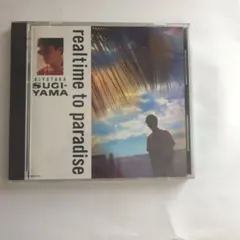 KIYOTAKA
SUGI-
YAMA
realtime to paradise